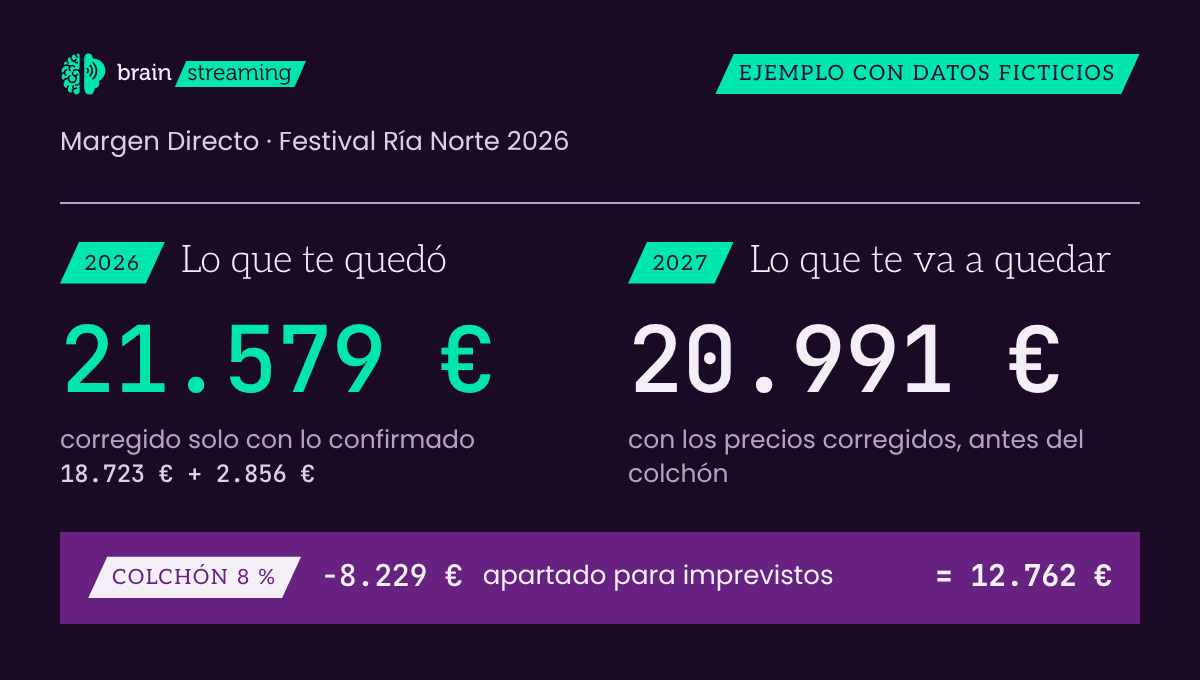 brain streaming
EJEMPLO CON DATOS FICTICIOS
Margen Directo · Festival Ría Norte 2026
2026 Lo que te quedó
21.579 €
corregido solo con lo confirmado
18.723 € + 2.856 €
2027 Lo que te va a quedar
20.991 €
con los precios corregidos, antes del
colchón
COLCHÓN 8 % -8.229 € apartado para imprevistos = 12.762 €